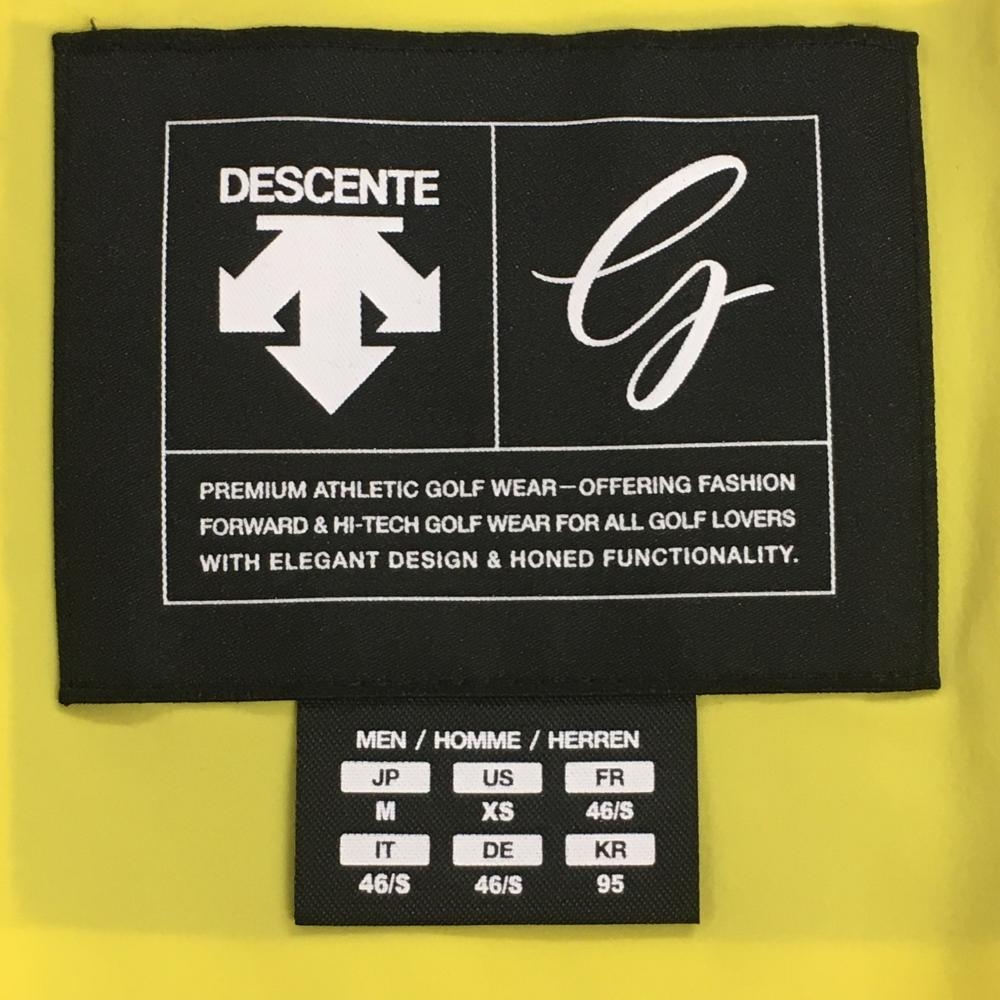 DESCENTE
G
PREMIUM ATHLETIC GOLF WEAR—OFFERING FASHION
FORWARD & HI-TECH GOLF WEAR FOR ALL GOLF LOVERS
WITH ELEGANT DESIGN & HONED FUNCTIONALITY.
MEN / HOMME / HERREN
JP US FR
M XS 46/S
IT DE KR
46/S 46/S 95